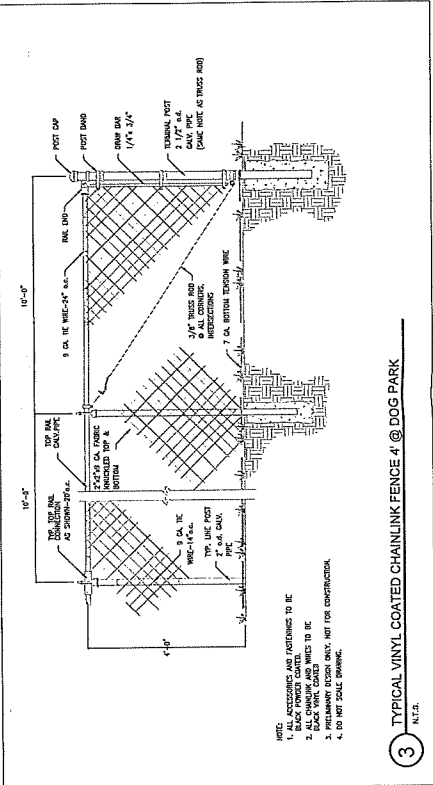 10'-0"
10'-0"
POST CAP
POST BAND
DRAW BAR
1/4"x 3/4"
TERMINAL POST
2 1/2" o.d.
GALV. PIPE
(SAME NOTE AS TRUSS ROD)
RAIL END
9 GA. TIE WIRE-24" o.c.
TOP RAIL
GALV.PIPE
TYP. TOP RAIL
CONNECTION
AS SHOWN-20'o.c.
2"x2"x9 GA. FABRIC
KNUCKLED TOP &
BOTTOM
3/8" TRUSS ROD
@ ALL CORNERS,
INTERSECTIONS
7 GA. BOTTOM TENSION WIRE
9 GA. TIE
WIRE-14"o.c.
TYP. LINE POST
2" o.d. GALV.
PIPE
4'-0"
NOTE:
1. ALL ACCESSORIES AND FASTENINGS TO BE
BLACK POWDER COATED.
2. ALL CHAINLINK AND WIRES TO BE
BLACK VINYL COATED
3. PRELIMINARY DESIGN ONLY. NOT FOR CONSTRUCTION.
4. DO NOT SCALE DRAWING.
3 TYPICAL VINYL COATED CHAINLINK FENCE 4' @ DOG PARK
N.T.S.